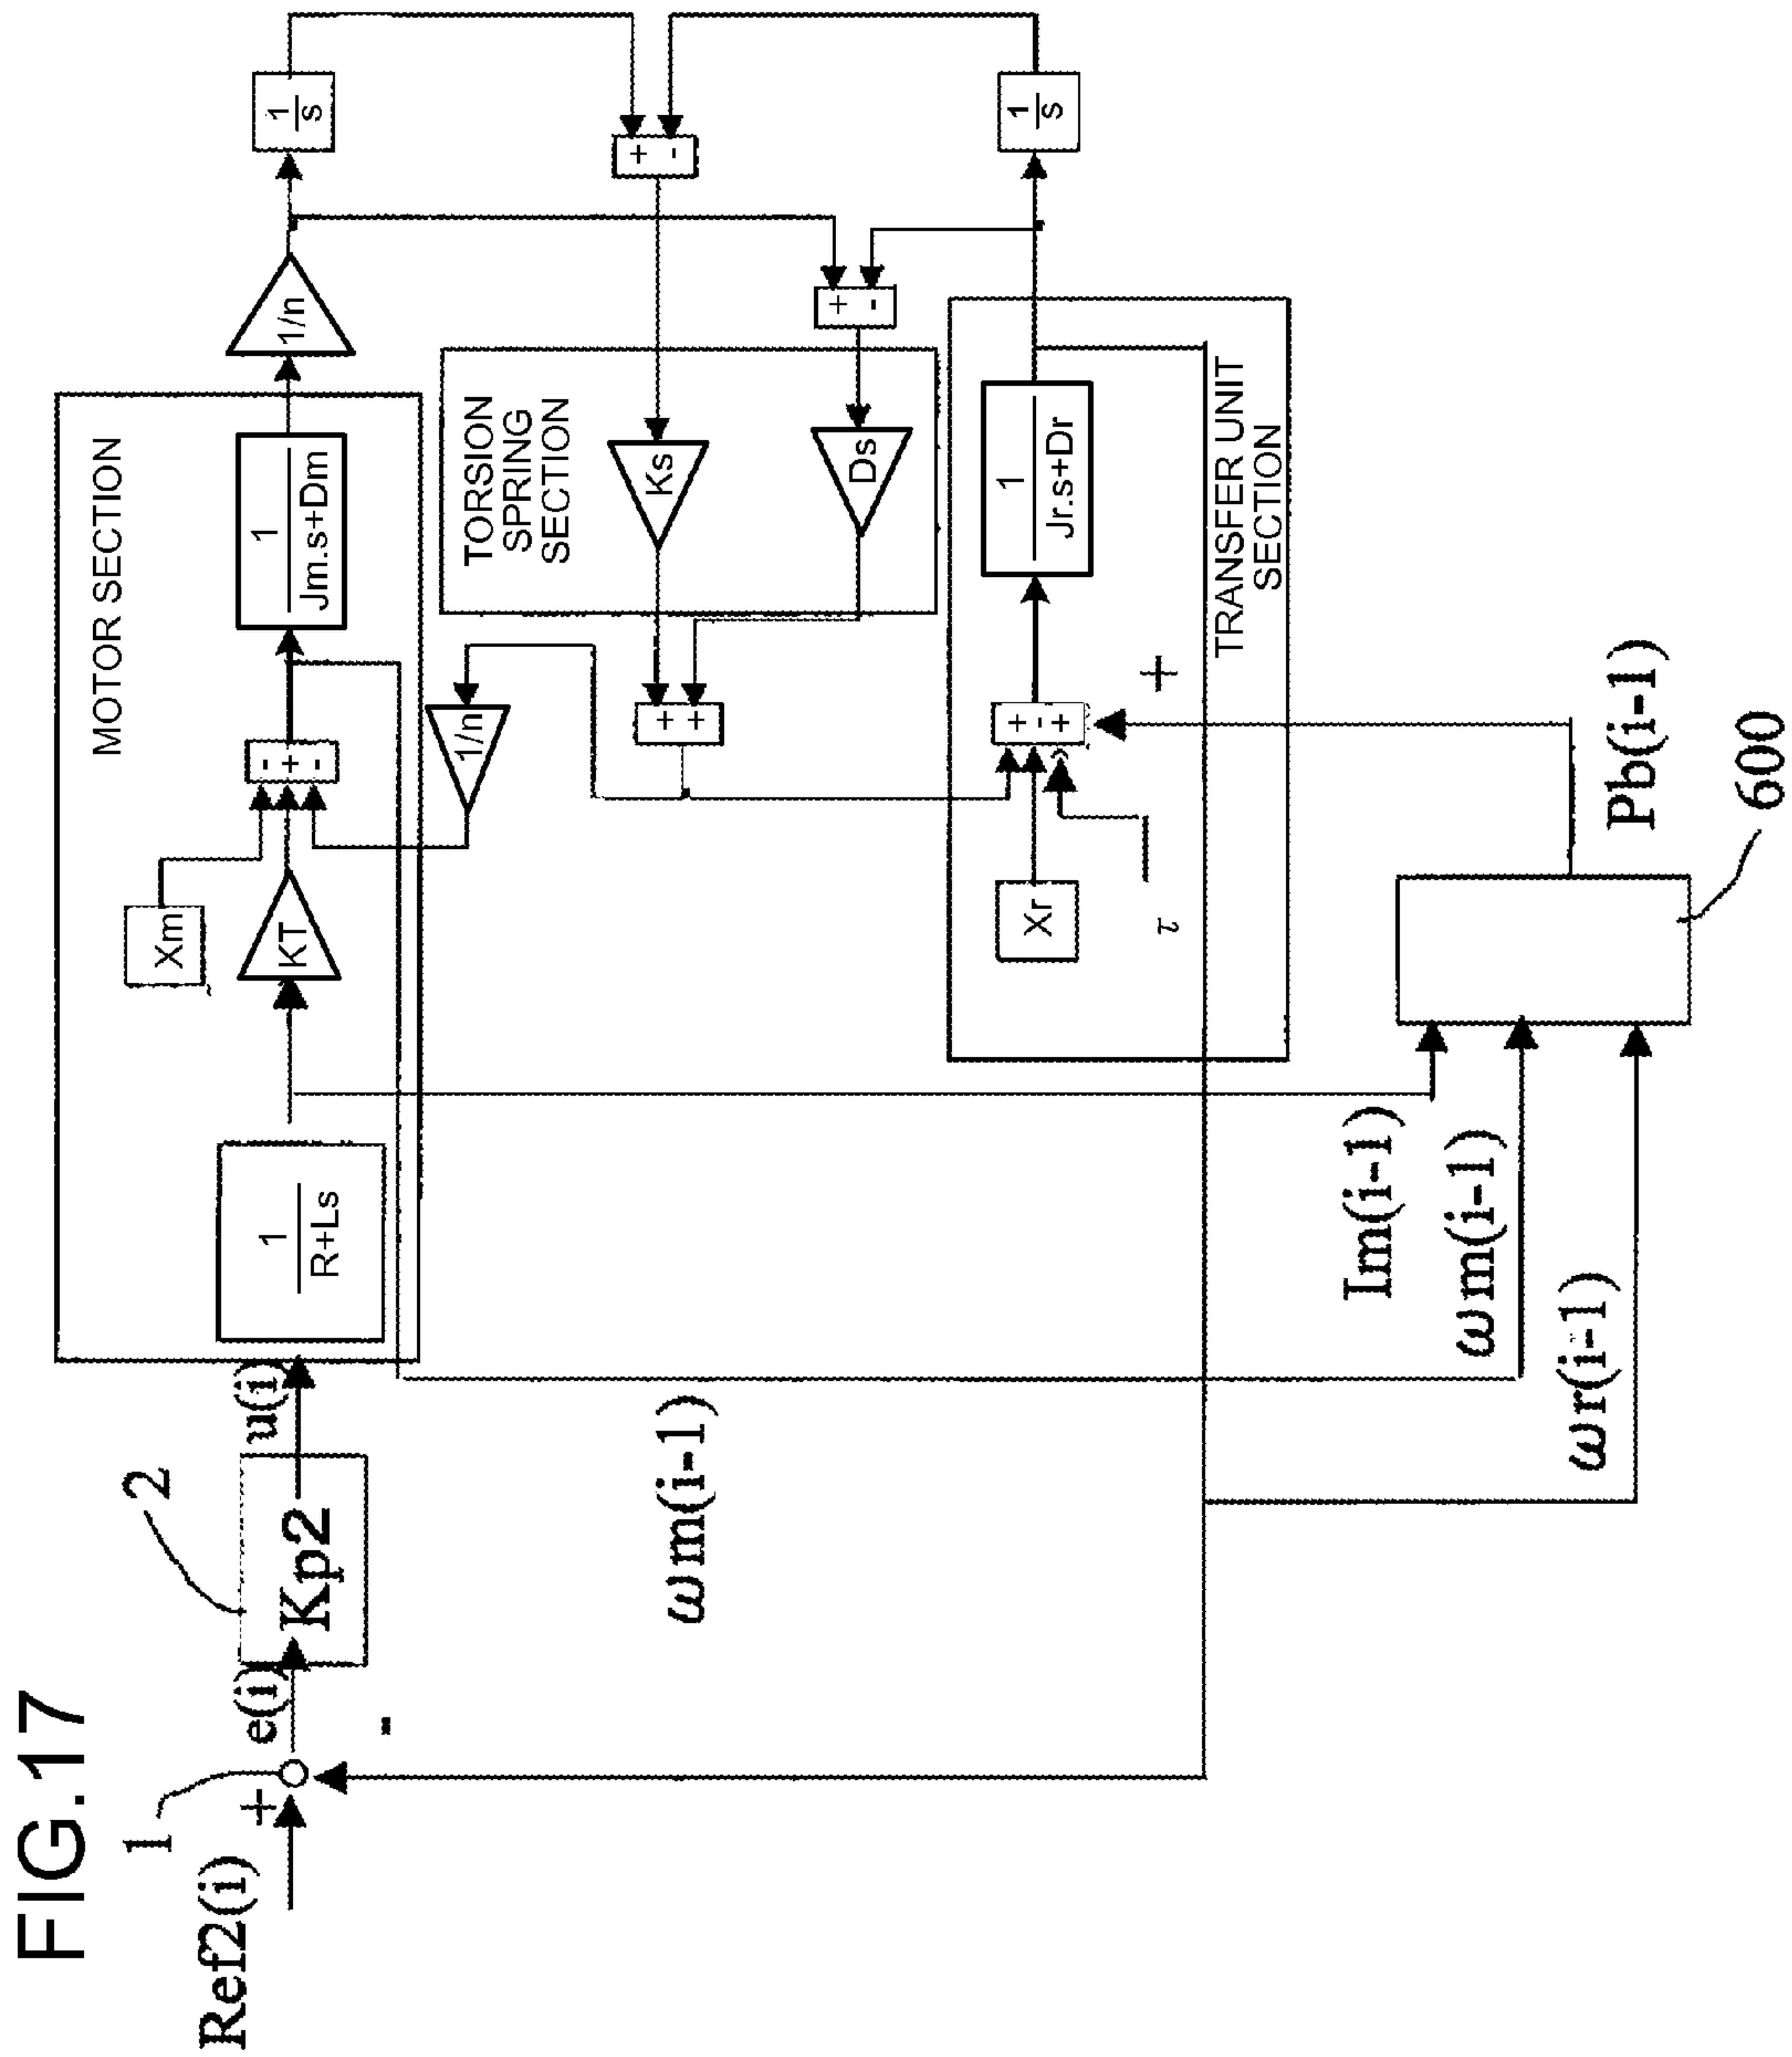 FIG.17
Ref2(i)
+
1
-
e(i)
2
Kp2
u(i)
MOTOR SECTION
1
R+Ls
Xm
KT
-
+
-
1
Jm.s+Dm
1/n
1
s
1/n
TORSION
SPRING
SECTION
+
+
Ks
Ds
+
-
+
-
Xr
τ
+
-
+
+
1
Jr.s+Dr
1
s
TRANSFER UNIT
SECTION
ωm(i-1)
Im(i-1)
ωm(i-1)
ωr(i-1)
Pb(i-1)
600